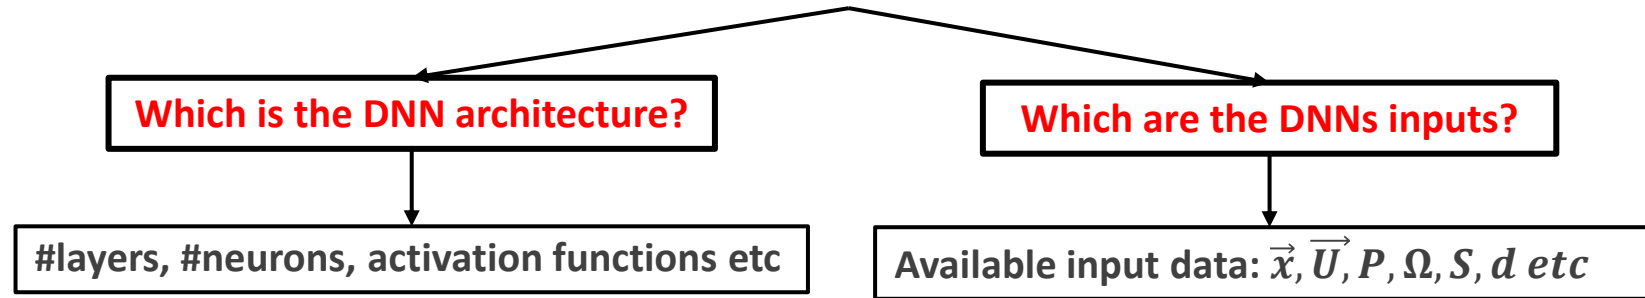 Which is the DNN architecture?
Which are the DNNs inputs?
#layers, #neurons, activation functions etc
Available input data: x⃗, U⃗, P, Ω, S, d etc